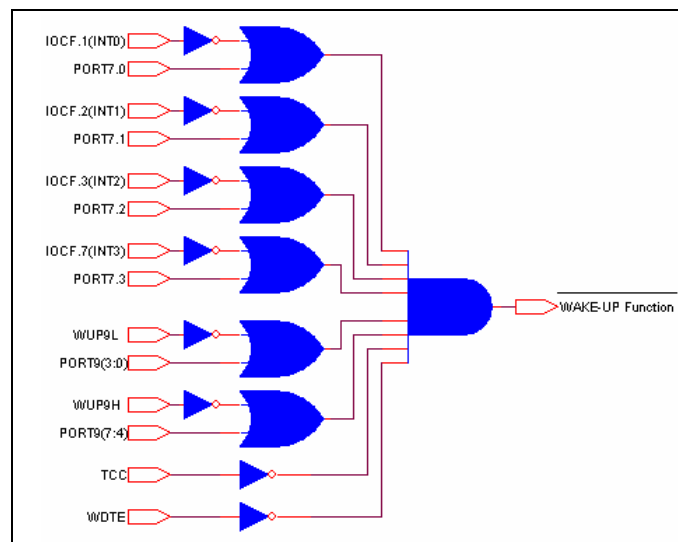 IOCF.1(INT0)
PORT7.0
IOCF.2(INT1)
PORT7.1
IOCF.3(INT2)
PORT7.2
IOCF.7(INT3)
PORT7.3
WUP9L
PORT9(3:0)
WUP9H
PORT9(7:4)
TCC
WDTE
WAKE-UP Function